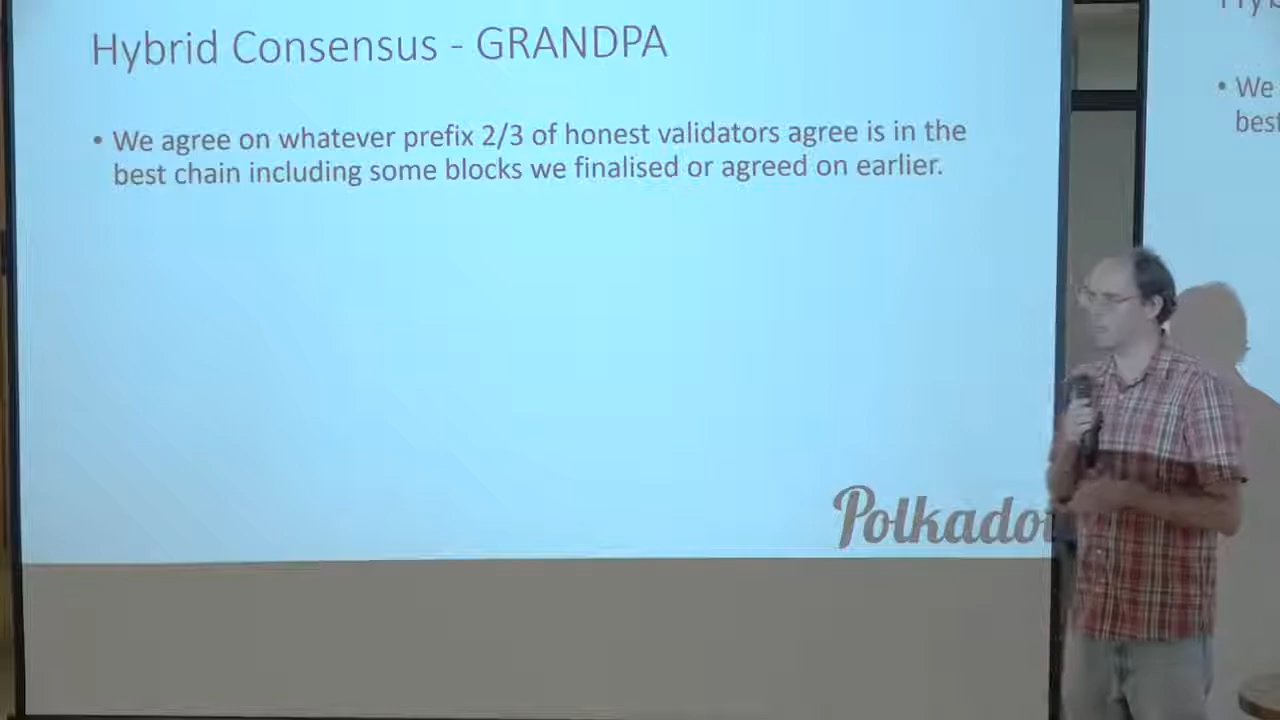 Hybrid Consensus - GRANDPA
• We agree on whatever prefix 2/3 of honest validators agree is in the
best chain including some blocks we finalised or agreed on earlier.
Polkadot
• We
best